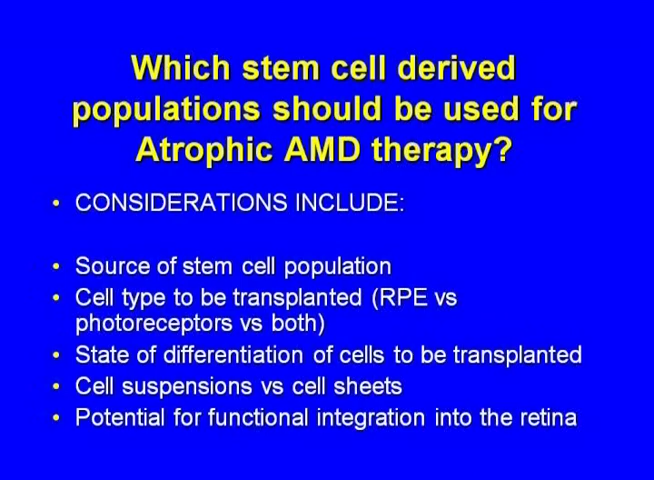 Which stem cell derived
populations should be used for
Atrophic AMD therapy?
• CONSIDERATIONS INCLUDE:
• Source of stem cell population
• Cell type to be transplanted (RPE vs
photoreceptors vs both)
• State of differentiation of cells to be transplanted
• Cell suspensions vs cell sheets
• Potential for functional integration into the retina